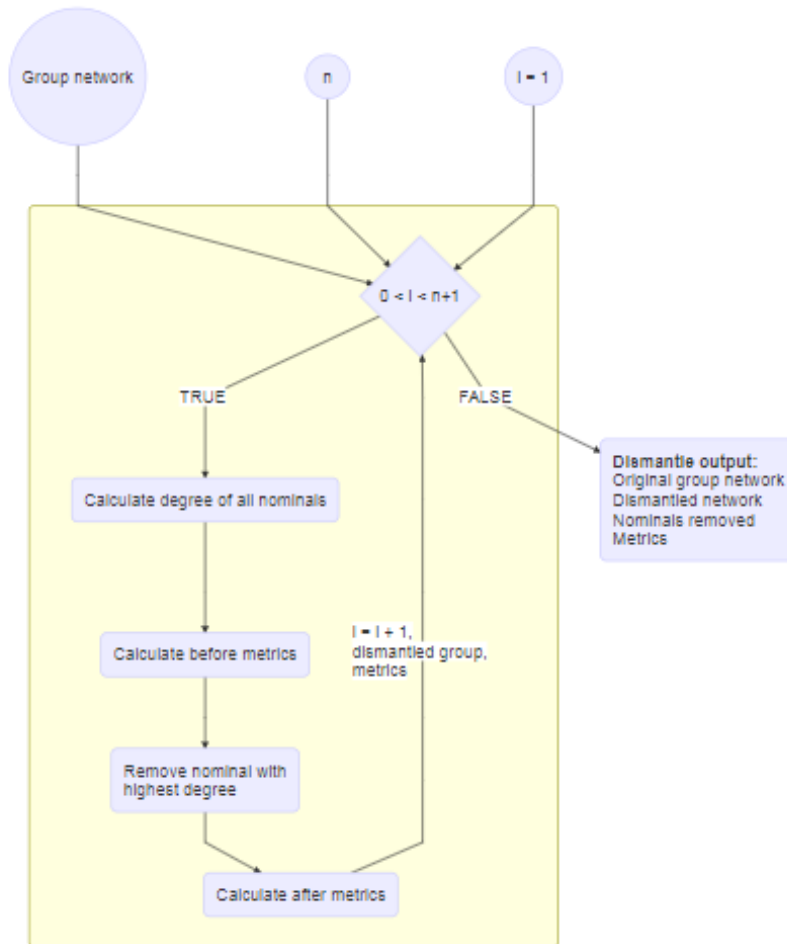 Group network
n
i = 1
0 < i < n+1
TRUE
FALSE
Calculate degree of all nominals
Dismantle output:
Original group network
Dismantled network
Nominals removed
Metrics
Calculate before metrics
i = i + 1,
dismantled group,
metrics
Remove nominal with
highest degree
Calculate after metrics